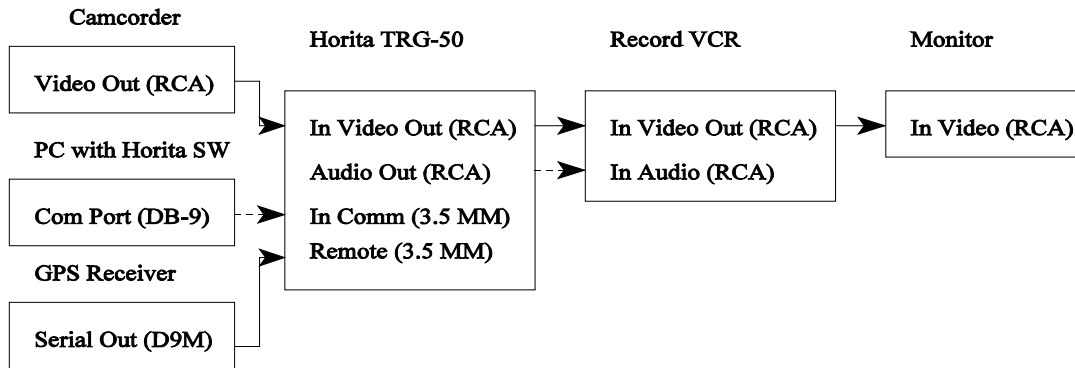 Camcorder
Video Out (RCA)
PC with Horita SW
Com Port (DB-9)
GPS Receiver
Serial Out (D9M)
Horita TRG-50
In Video Out (RCA)
Audio Out (RCA)
In Comm (3.5 MM)
Remote (3.5 MM)
Record VCR
In Video Out (RCA)
In Audio (RCA)
Monitor
In Video (RCA)